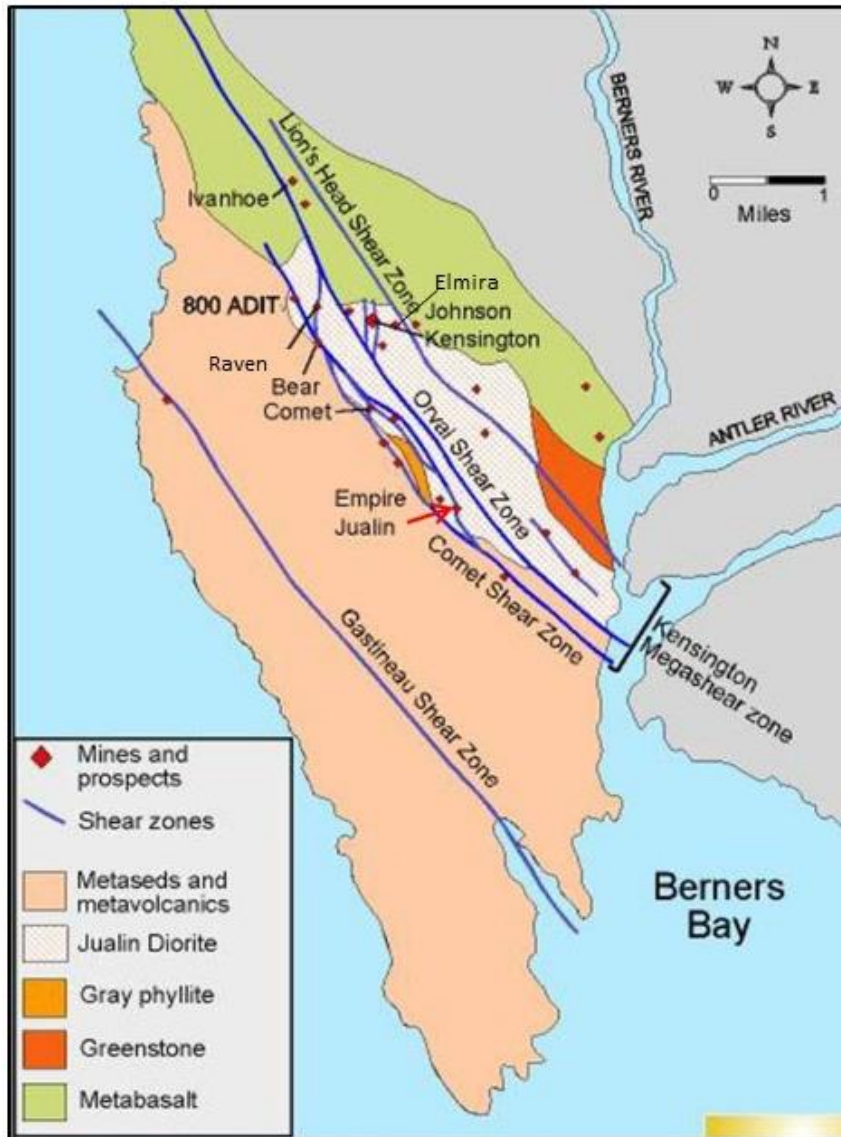 N
W E
S
BERNERS RIVER
0 1
Miles
Lion's Head Shear Zone
Ivanhoe
800 ADIT
Elmira
Johnson
Kensington
Raven
Bear
Comet
ANTLER RIVER
Orval Shear Zone
Empire
Jualin
Comet Shear Zone
Kensington
Megashear zone
Gastineau Shear Zone
Berners
Bay
Mines and
prospects
Shear zones
Metaseds and
metavolcanics
Jualin Diorite
Gray phyllite
Greenstone
Metabasalt